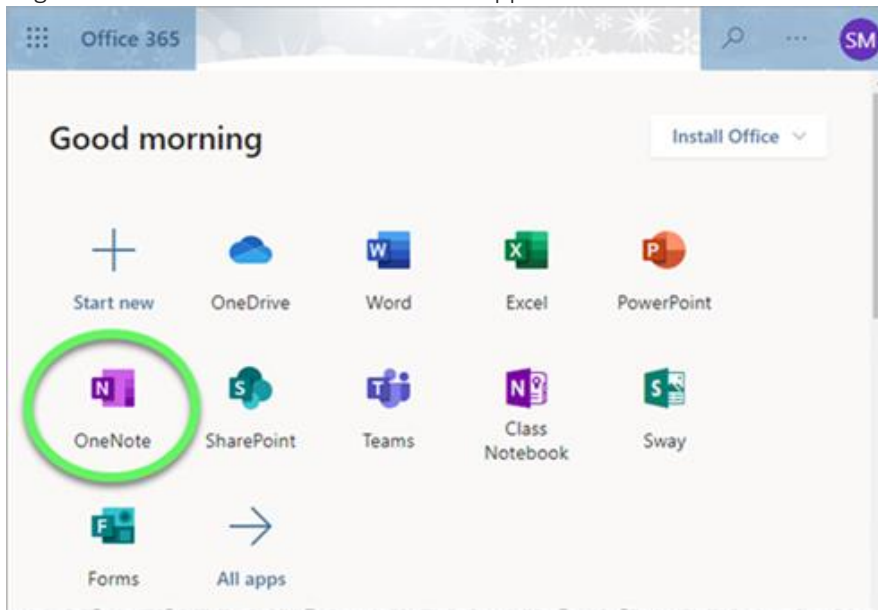 Office 365
SM
Good morning
Install Office
Start new
OneDrive
Word
Excel
PowerPoint
OneNote
SharePoint
Teams
Class
Notebook
Sway
Forms
All apps